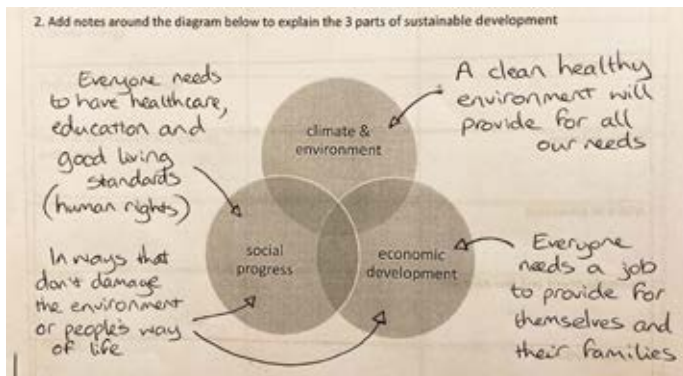 2. Add notes around the diagram below to explain the 3 parts of sustainable development
Everyone needs
to have healthcare,
education and
good living
standards
(human rights)
A clean healthy
environment will
provide for all
our needs
climate &
environment
social
progress
economic
development
In ways that
don't damage
the environment
or people's way
of life
Everyone
needs a job
to provide for
themselves and
their families